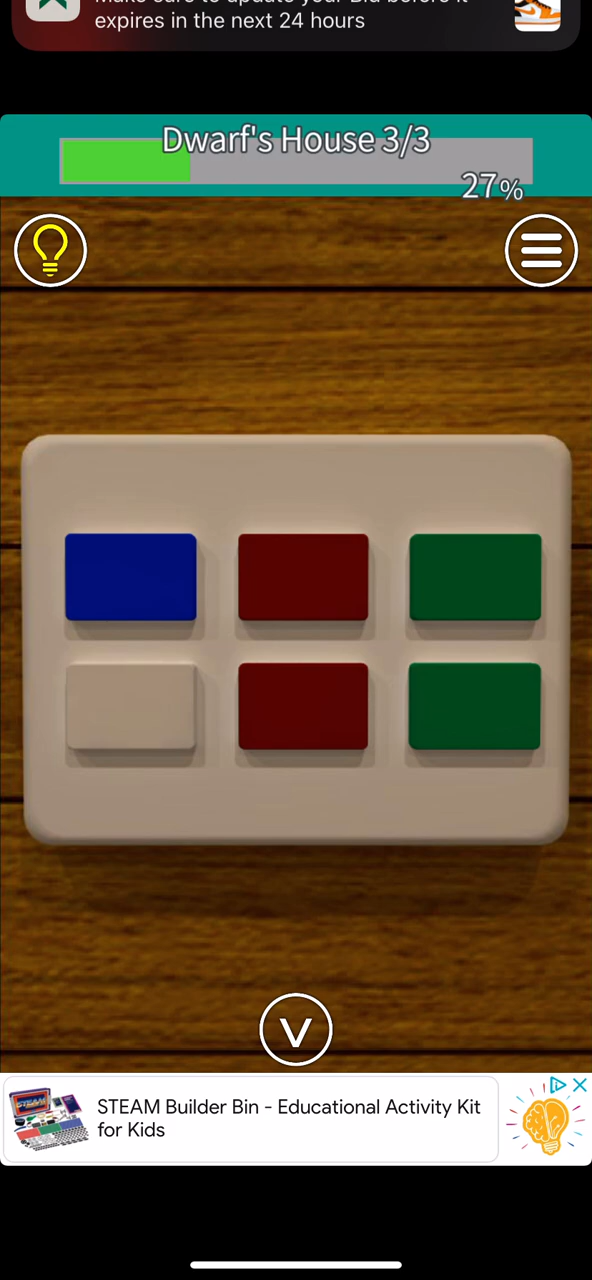 expires in the next 24 hours
Dwarf's House 3/3
27%
STEAM Builder Bin - Educational Activity Kit
for Kids